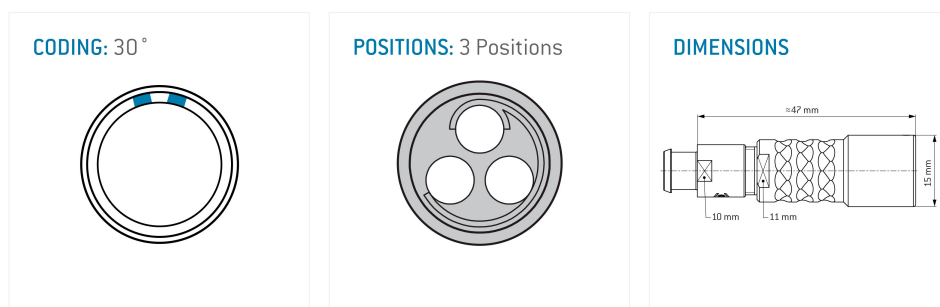 CODING: 30°
POSITIONS: 3 Positions
DIMENSIONS
≈47 mm
15 mm
10 mm
11 mm